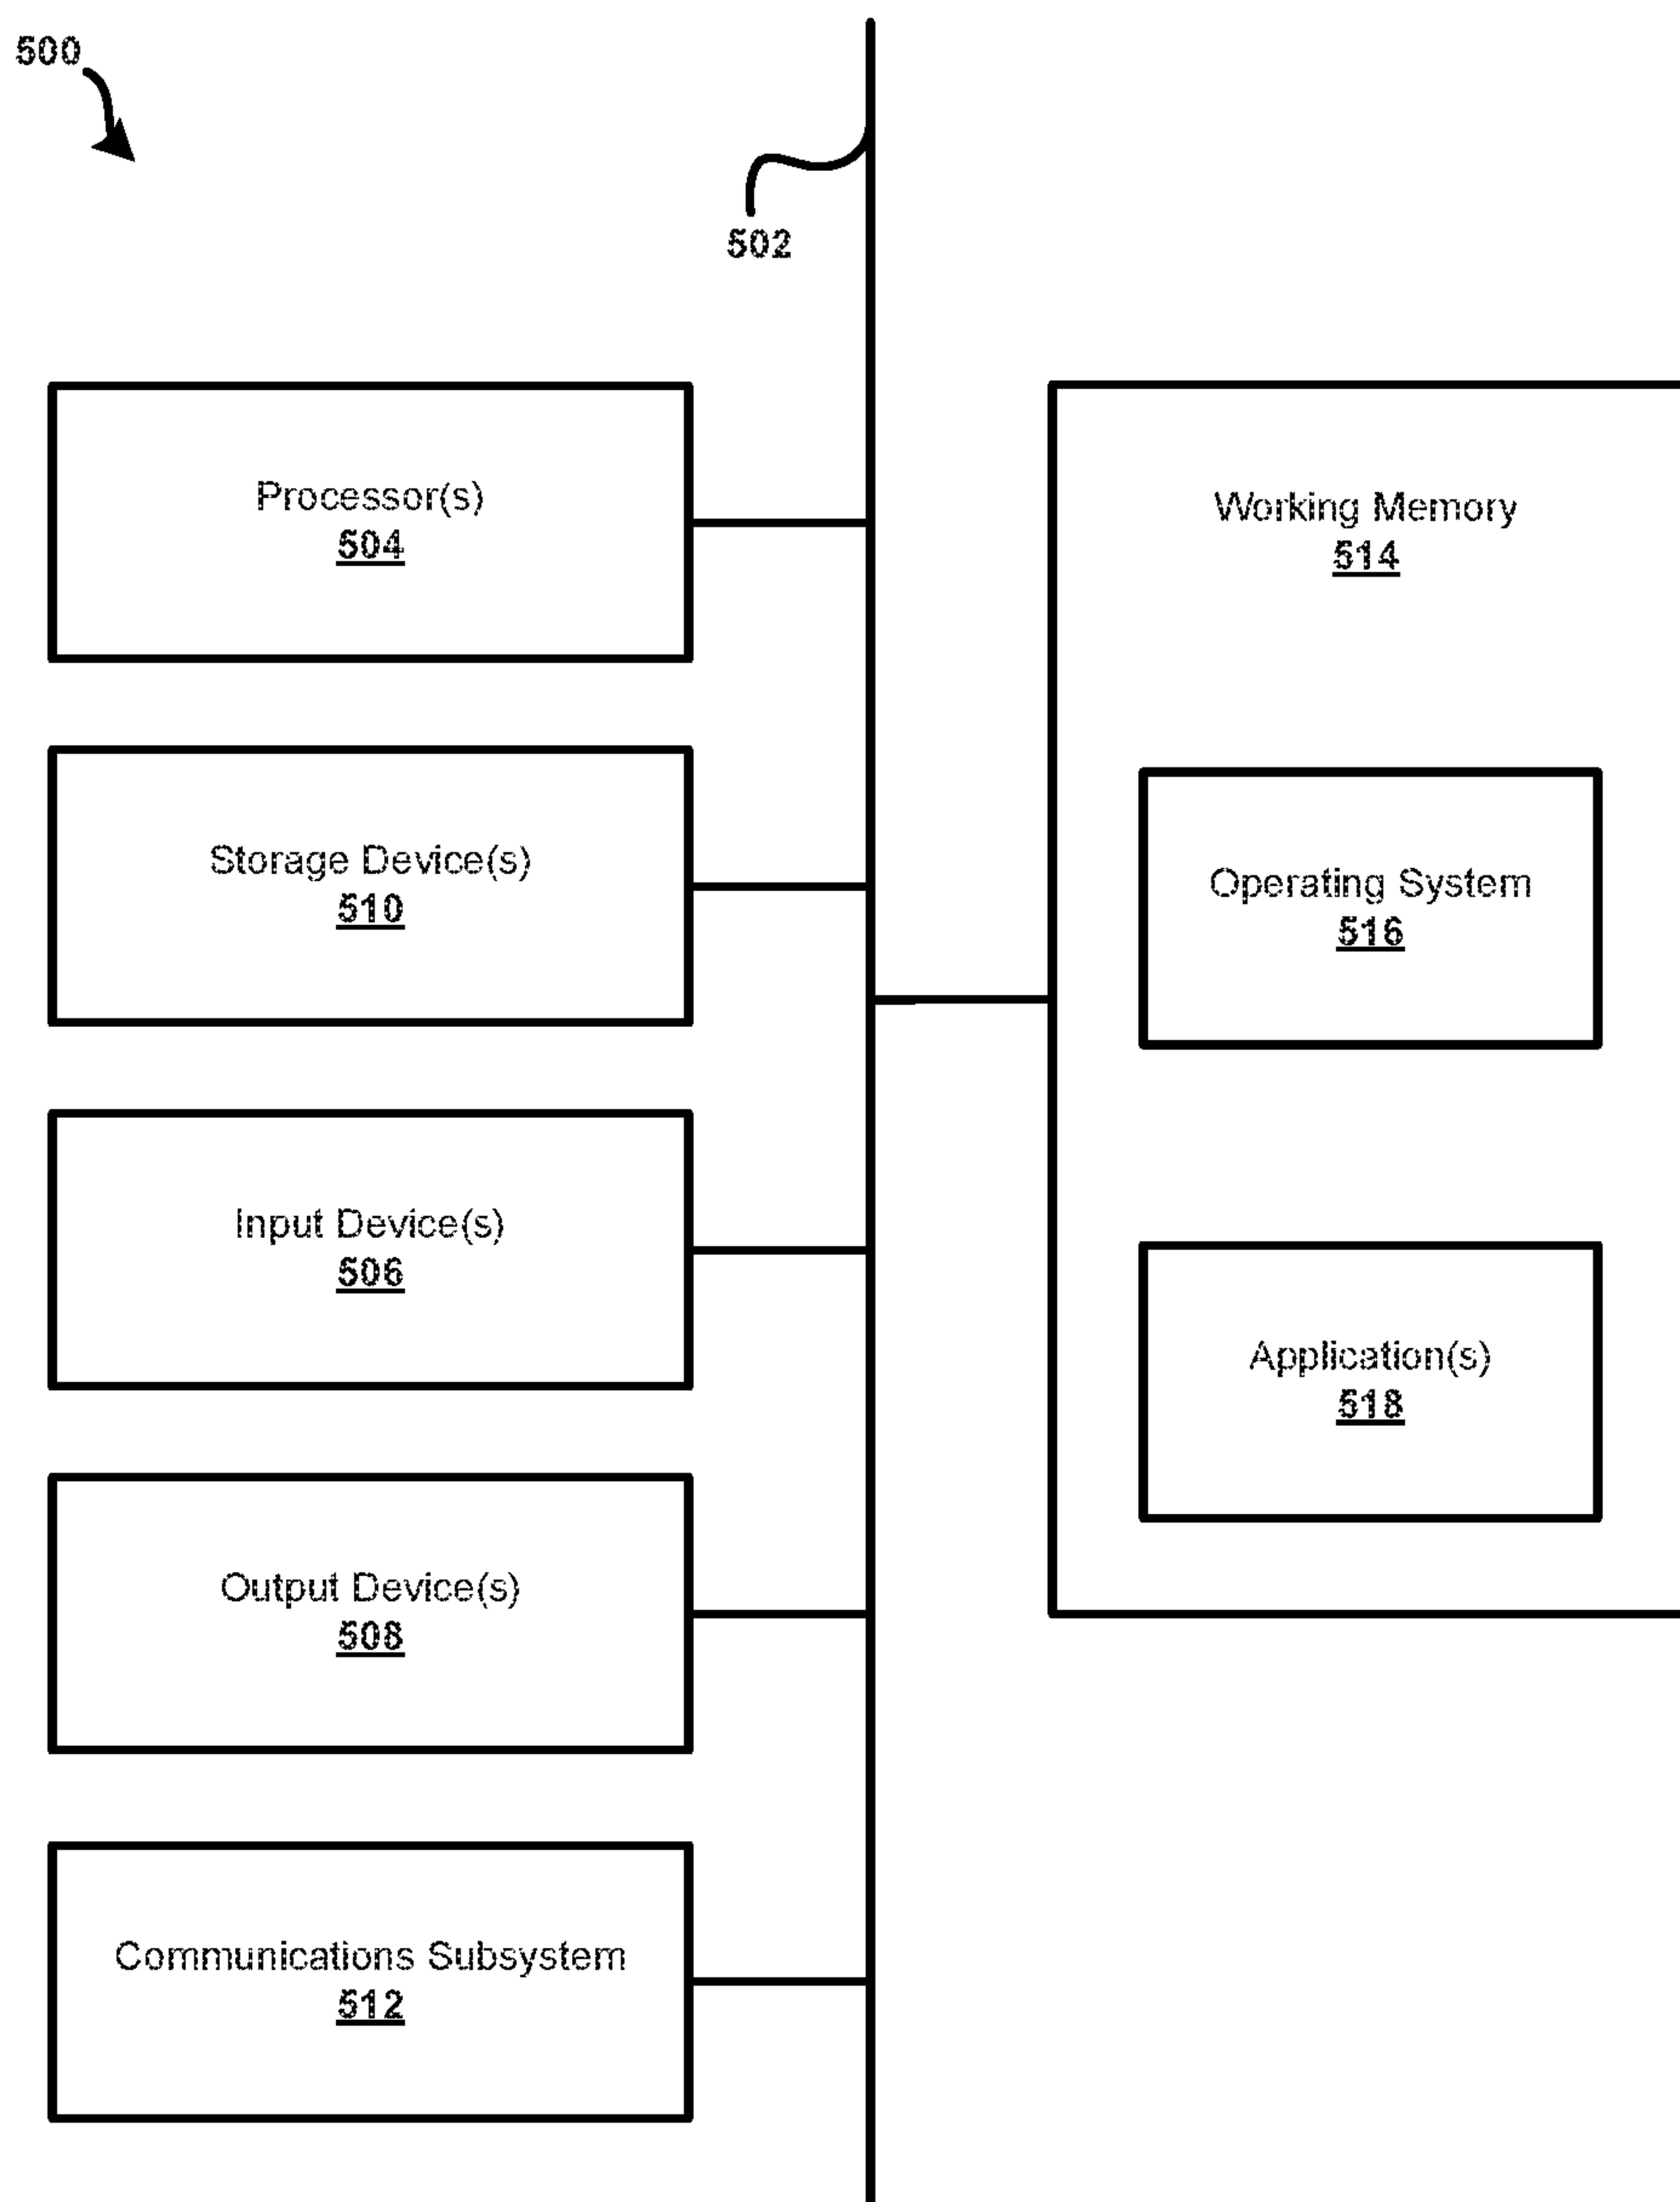 500
502
Processor(s)
504
Storage Device(s)
510
Input Device(s)
506
Output Device(s)
508
Communications Subsystem
512
Working Memory
514
Operating System
516
Application(s)
518